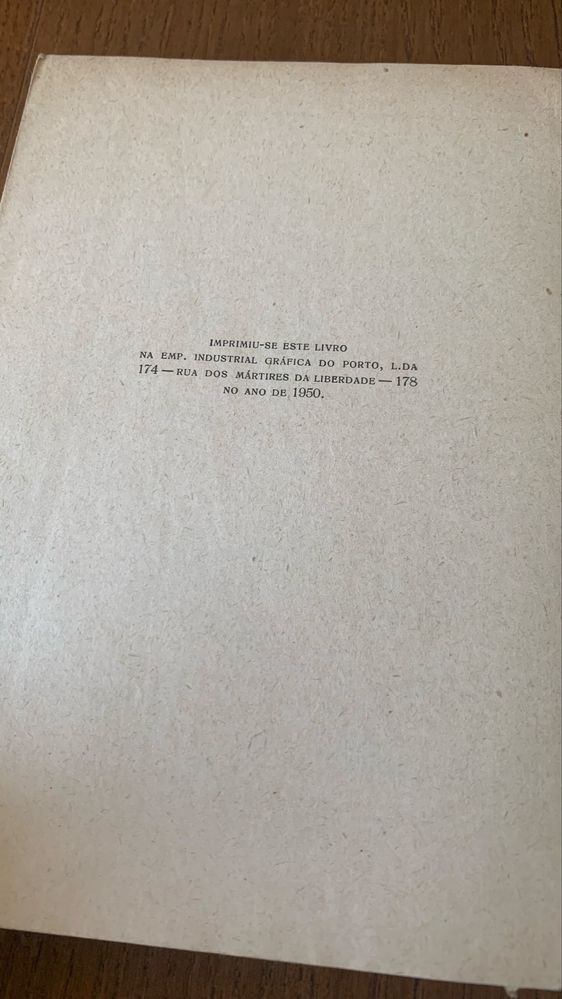 IMPRIMIU-SE ESTE LIVRO
NA EMP. INDUSTRIAL GRÁFICA DO PORTO, L.DA
174 — RUA DOS MÁRTIRES DA LIBERDADE — 178
NO ANO DE 1950.